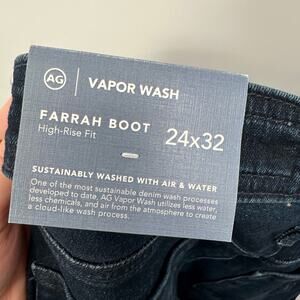 AG VAPOR WASH
FARRAH BOOT
High-Rise Fit
24x32
SUSTAINABLY WASHED WITH AIR & WATER
One of the most sustainable denim wash processes
developed to date, AG Vapor Wash utilizes less water,
less chemicals, and air from the atmosphere to create
a cloud-like wash process.